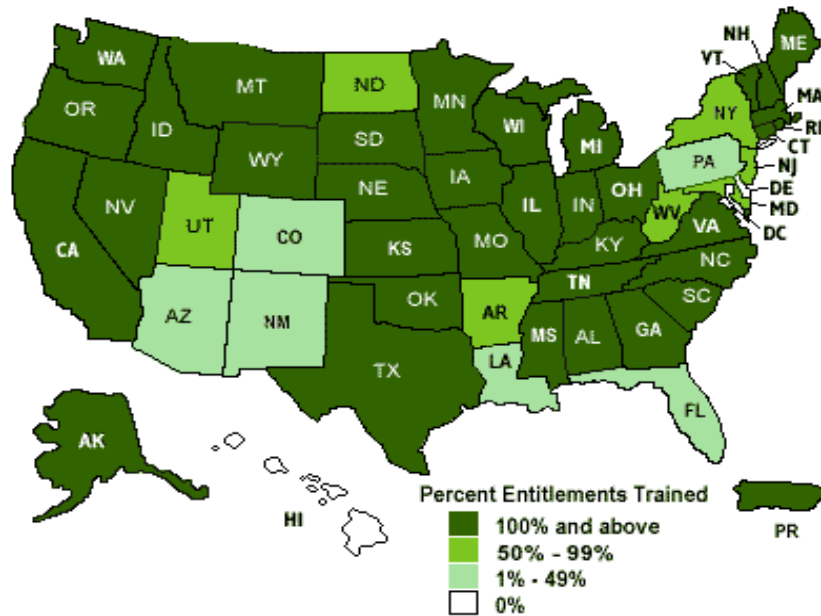 NH
ME
VT
WA
MT
ND
MN
OR
ID
SD
WI
NY
MA
RI
CT
WY
MI
PA
NJ
NE
IA
DE
MD
DC
NV
UT
CO
IL
IN
OH
WV
VA
CA
KS
MO
KY
NC
AZ
NM
OK
TN
AR
SC
TX
LA
MS
AL
GA
FL
AK
HI
PR
Percent Entitlements Trained
100% and above
50% - 99%
1% - 49%
0%